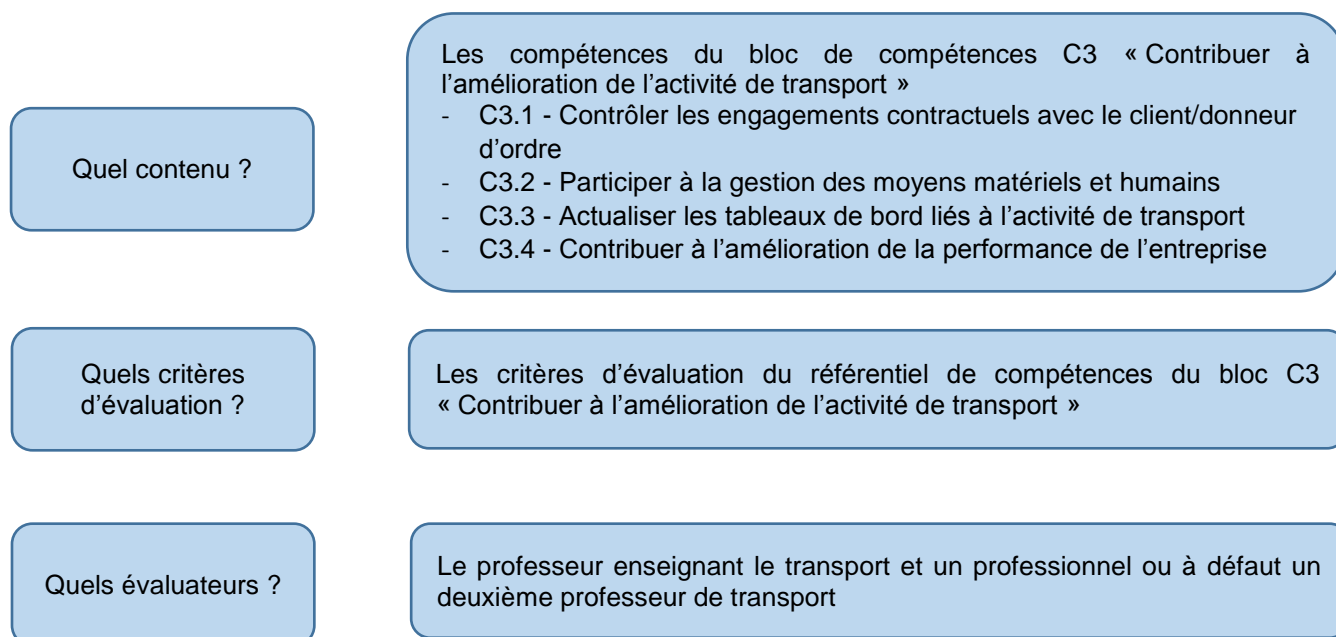 Les compétences du bloc de compétences C3 « Contribuer à
l’amélioration de l’activité de transport »
- C3.1 - Contrôler les engagements contractuels avec le client/donneur
d’ordre
- C3.2 - Participer à la gestion des moyens matériels et humains
- C3.3 - Actualiser les tableaux de bord liés à l’activité de transport
- C3.4 - Contribuer à l’amélioration de la performance de l’entreprise
Quel contenu ?
Quels critères
d’évaluation ?
Les critères d’évaluation du référentiel de compétences du bloc C3
« Contribuer à l’amélioration de l’activité de transport »
Quels évaluateurs ?
Le professeur enseignant le transport et un professionnel ou à défaut un
deuxième professeur de transport